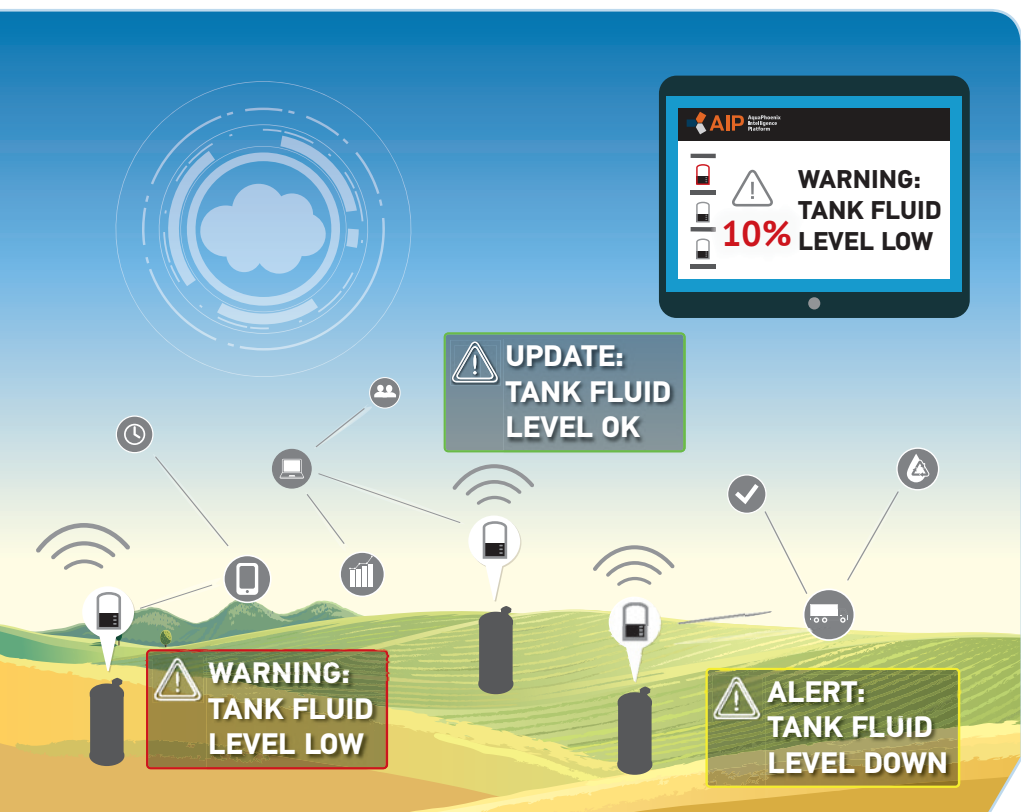 AIP AquaPhoenix
Intelligence
Platform
WARNING:
TANK FLUID
LEVEL LOW
10%
UPDATE:
TANK FLUID
LEVEL OK
WARNING:
TANK FLUID
LEVEL LOW
ALERT:
TANK FLUID
LEVEL DOWN